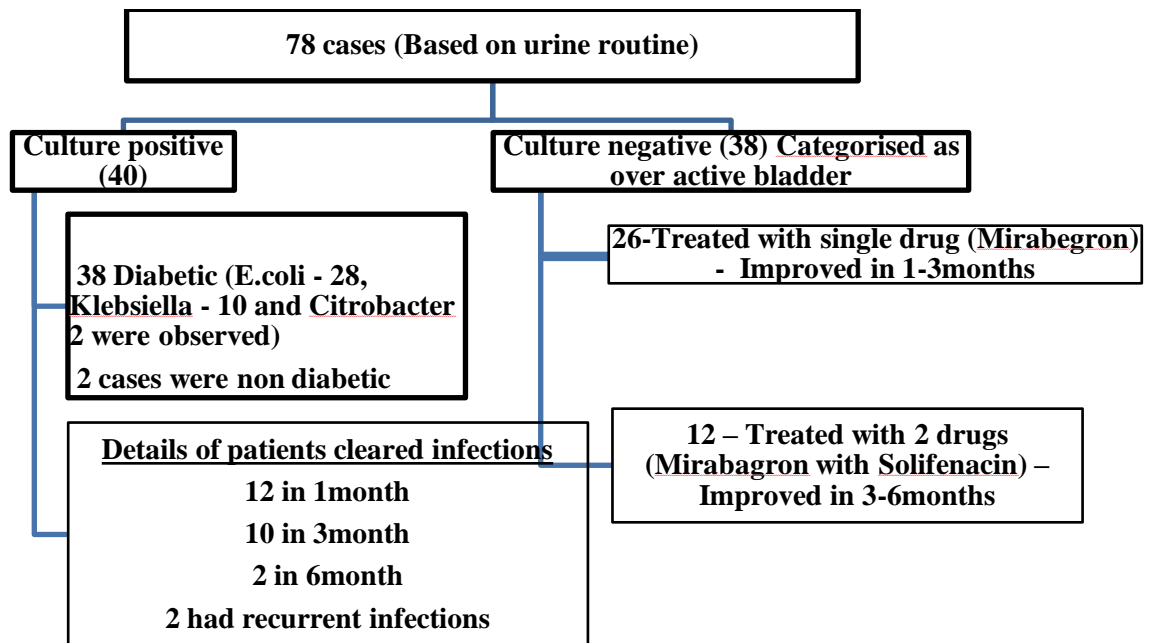 78 cases (Based on urine routine)
Culture positive
(40)
Culture negative (38) Categorised as
over active bladder
38 Diabetic (E.coli - 28,
Klebsiella - 10 and Citrobacter
2 were observed)
2 cases were non diabetic
26-Treated with single drug (Mirabegron)
- Improved in 1-3months
Details of patients cleared infections
12 in 1month
10 in 3month
2 in 6month
2 had recurrent infections
12 – Treated with 2 drugs
(Mirabagron with Solifenacin) –
Improved in 3-6months